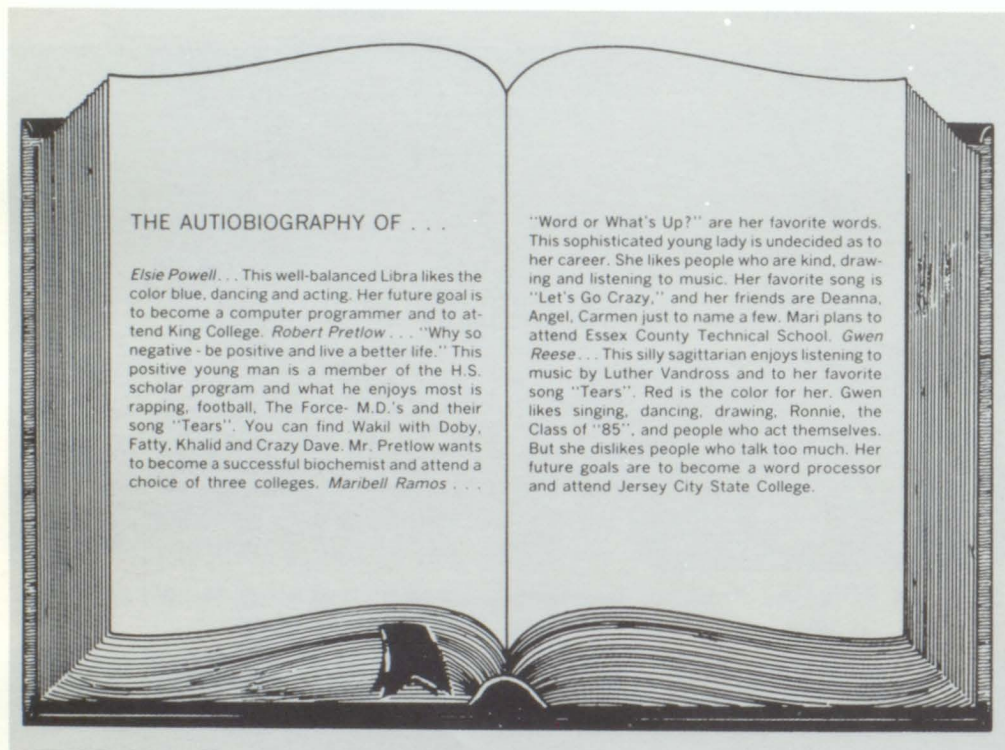 THE AUTIOBIOGRAPHY OF . . .
Elsie Powell. . . This well-balanced Libra likes the
color blue, dancing and acting. Her future goal is
to become a computer programmer and to at-
tend King College. Robert Pretlow . . . "Why so
negative - be positive and live a better life." This
positive young man is a member of the H.S.
scholar program and what he enjoys most is
rapping, football, The Force- M.D.'s and their
song "Tears". You can find Wakil with Doby,
Fatty, Khalid and Crazy Dave. Mr. Pretlow wants
to become a successful biochemist and attend a
choice of three colleges. Maribell Ramos . . .
"Word or What's Up?" are her favorite words.
This sophisticated young lady is undecided as to
her career. She likes people who are kind, draw-
ing and listening to music. Her favorite song is
"Let's Go Crazy," and her friends are Deanna,
Angel, Carmen just to name a few. Mari plans to
attend Essex County Technical School. Gwen
Reese. . . This silly sagittarian enjoys listening to
music by Luther Vandross and to her favorite
song "Tears". Red is the color for her. Gwen
likes singing, dancing, drawing, Ronnie, the
Class of "85", and people who act themselves.
But she dislikes people who talk too much. Her
future goals are to become a word processor
and attend Jersey City State College.